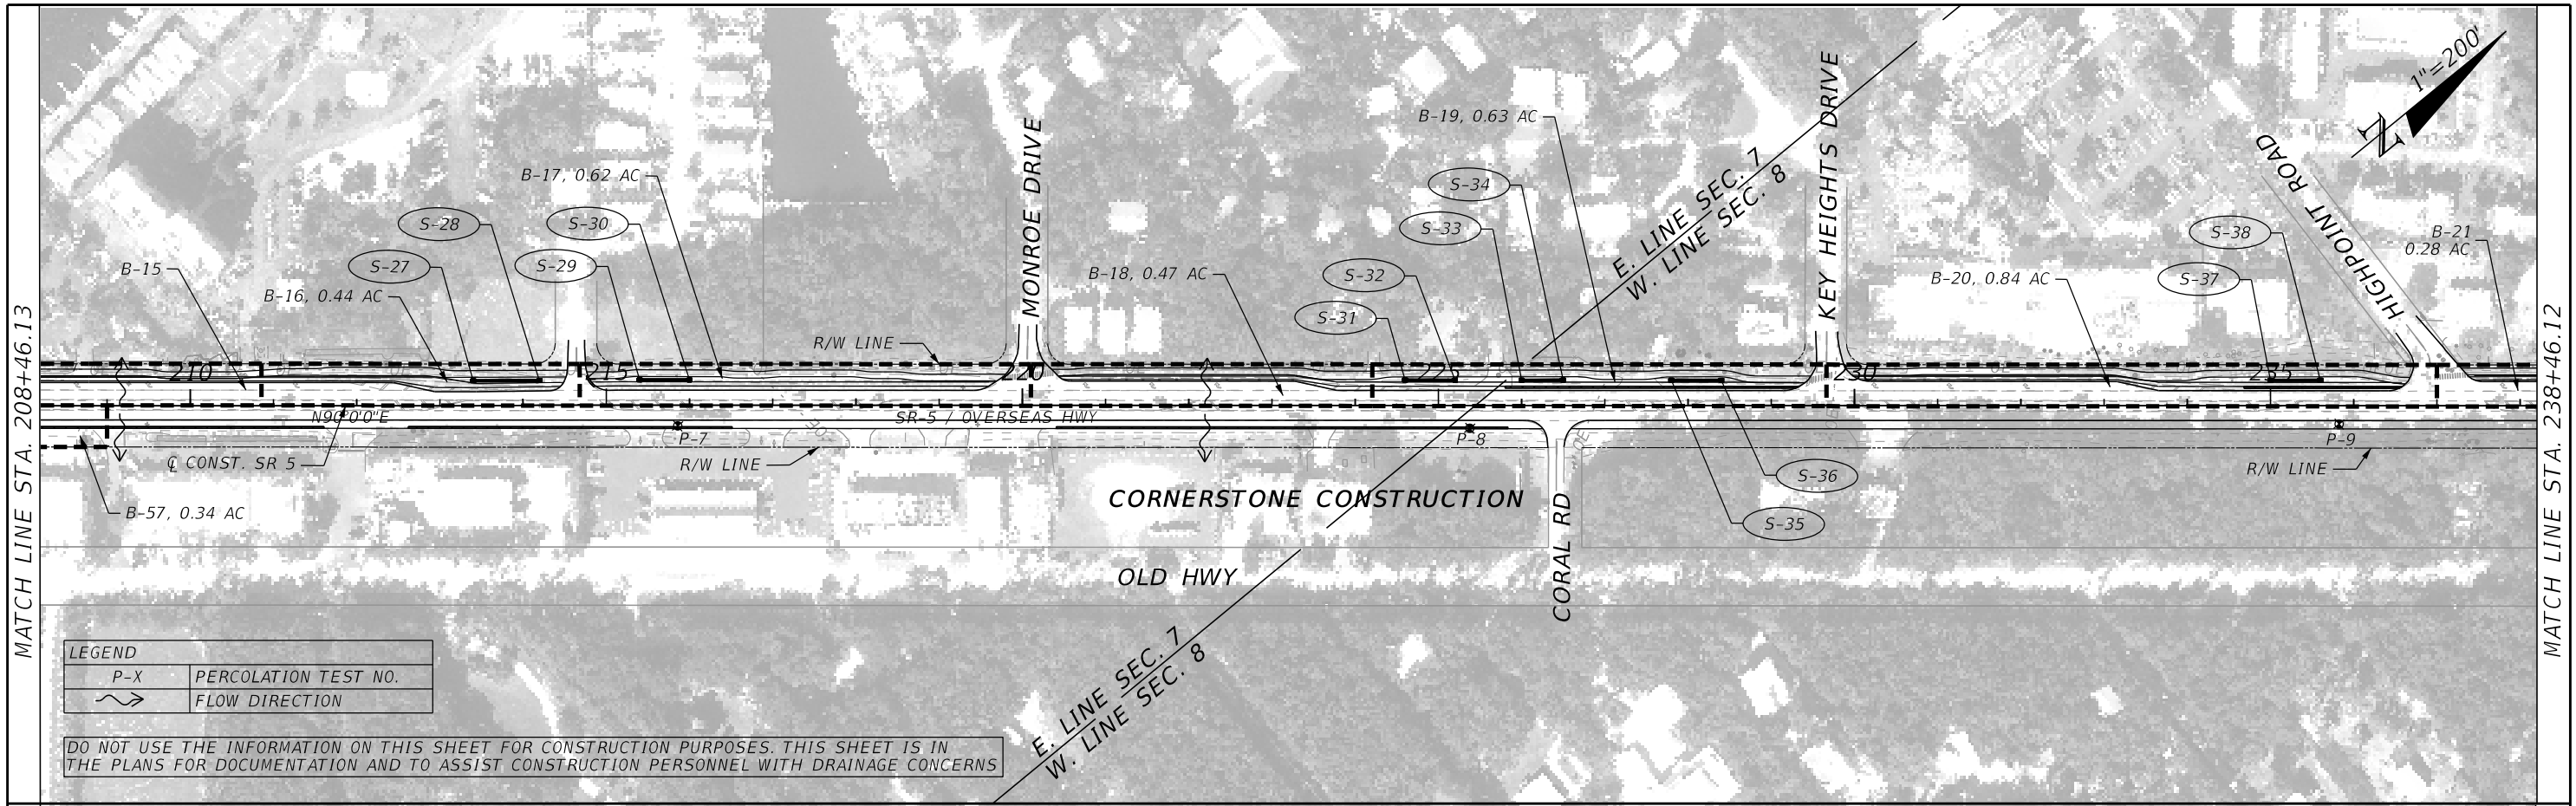 MATCH LINE STA. 208+46.13
B-15
B-16, 0.44 AC
S-27
S-28
S-29
S-30
B-17, 0.62 AC
R/W LINE
MONROE DRIVE
B-18, 0.47 AC
S-31
S-32
S-33
S-34
B-19, 0.63 AC
E. LINE SEC. 7
W. LINE SEC. 8
KEY HEIGHTS DRIVE
B-20, 0.84 AC
S-37
S-38
HIGHPOINT ROAD
B-21
0.28 AC
1"=200'
N
MATCH LINE STA. 238+46.12
210
215
220
225
230
235
N90°0'0"E
SR-5 / OVERSEAS HWY
P-7
P-8
P-9
℄ CONST. SR 5
R/W LINE
R/W LINE
B-57, 0.34 AC
CORNERSTONE CONSTRUCTION
S-36
S-35
OLD HWY
CORAL RD
E. LINE SEC. 7
W. LINE SEC. 8
LEGEND
P-X PERCOLATION TEST NO.
FLOW DIRECTION
DO NOT USE THE INFORMATION ON THIS SHEET FOR CONSTRUCTION PURPOSES. THIS SHEET IS IN
THE PLANS FOR DOCUMENTATION AND TO ASSIST CONSTRUCTION PERSONNEL WITH DRAINAGE CONCERNS